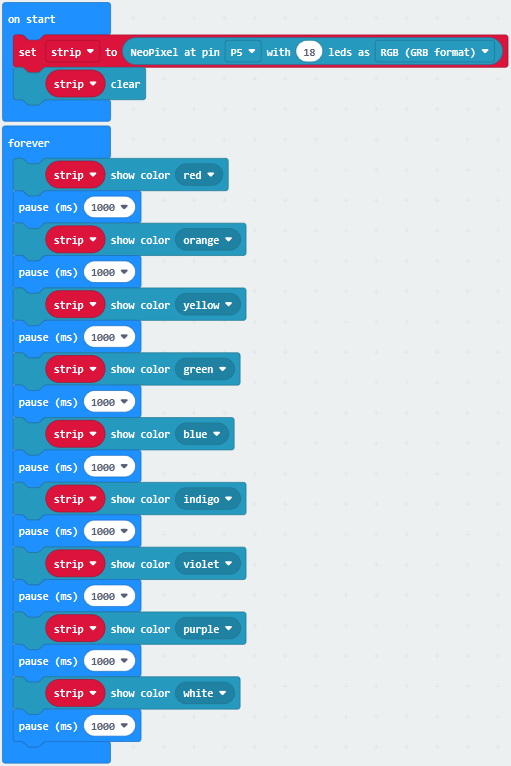 on start
set strip to NeoPixel at pin P5 with 18 leds as RGB (GRB format)
strip clear
forever
strip show color red
pause (ms) 1000
strip show color orange
pause (ms) 1000
strip show color yellow
pause (ms) 1000
strip show color green
pause (ms) 1000
strip show color blue
pause (ms) 1000
strip show color indigo
pause (ms) 1000
strip show color violet
pause (ms) 1000
strip show color purple
pause (ms) 1000
strip show color white
pause (ms) 1000